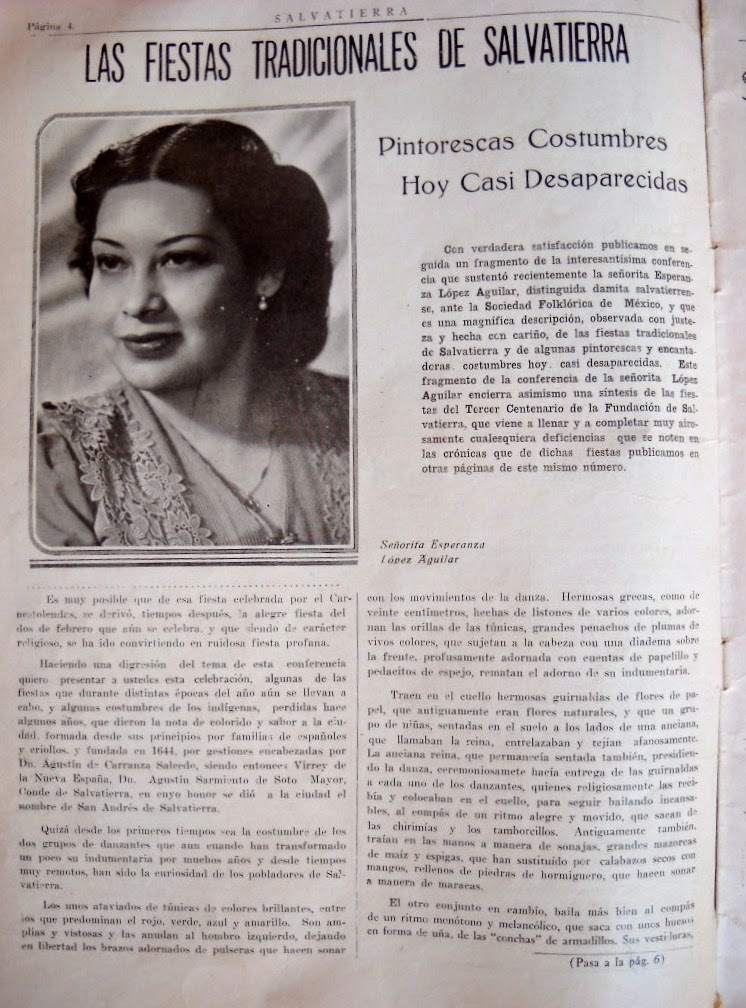 Página 4.
SALVATIERRA
LAS FIESTAS TRADICIONALES DE SALVATIERRA
Pintorescas Costumbres
Hoy Casi Desaparecidas
Con verdadera satisfacción publicamos en se-
guida un fragmento de la interesantísima conferen-
cia que sustentó recientemente la señorita Esperan-
za López Aguilar, distinguida damita salvatierren-
se, ante la Sociedad Folklórica de México, y que
es una magnífica descripción, observada con juste-
za y hecha con cariño, de las fiestas tradicionales
de Salvatierra y de algunas pintorescas y encanta-
doras costumbres hoy casi desaparecidas. Este
fragmento de la conferencia de la señorita López
Aguilar encierra asimismo una síntesis de las fies-
tas del Tercer Centenario de la Fundación de Sal-
vatierra, que viene a llenar y a completar muy airo-
samente cualesquiera deficiencias que se noten en
las crónicas que de dichas fiestas publicamos en
otras páginas de este mismo número.
Señorita Esperanza
López Aguilar
Es muy posible que de esa fiesta celebrada por el Car-
nestolendas, se derivó, tiempos después, la alegre fiesta del
dos de febrero que aún se celebra, y que siendo de carácter
religioso, se ha ido convirtiendo en ruidosa fiesta profana.
Haciendo una digresión del tema de esta conferencia
quiero presentar a ustedes esta celebración, algunas de las
fiestas que durante distintas épocas del año aún se llevan a
cabo, y algunas costumbres de los indígenas, perdidas hace
algunos años, que dieron la nota de colorido y sabor a la ciu-
dad, formada desde sus principios por familias de españoles
y criollos, y fundada en 1644, por gestiones encabezadas por
Dn. Agustín de Carranza Salcedo, siendo entonces Virrey de
la Nueva España, Dn. Agustín Sarmiento de Soto Mayor,
Conde de Salvatierra, en cuyo honor se dió a la ciudad el
nombre de San Andrés de Salvatierra.
Quizá desde los primeros tiempos sea la costumbre de los
dos grupos de danzantes que aun cuando han transformado
un poco su indumentaria por muchos años y desde tiempos
muy remotos, han sido la curiosidad de los pobladores de Sal-
vatierra.
Los unos ataviados de túnicas de colores brillantes, entre
los que predominan el rojo, verde, azul y amarillo. Son am-
plias y vistosas y las anudan al hombro izquierdo, dejando
en libertad los brazos adornados de pulseras que hacen sonar
con los movimientos de la danza. Hermosas grecas, como de
veinte centímetros, hechas de listones de varios colores, ador-
nan las orillas de las túnicas, grandes penachos de plumas de
vivos colores, que sujetan a la cabeza con una diadema sobre
la frente, profusamente adornada con cuentas de papelillo y
pedacitos de espejo, rematan el adorno de su indumentaria.
Traen en el cuello hermosas guirnaldas de flores de pa-
pel, que antiguamente eran flores naturales, y que un gru-
po de niñas, sentadas en el suelo a los lados de una anciana,
que llamaban la reina, entrelazaban y tejían afanosamente.
La anciana reina, que permanecía sentada también, presidien-
do la danza, ceremoniosamente hacía entrega de las guirnaldas
a cada uno de los danzantes, quienes religiosamente las reci-
bía y colocaban en el cuello, para seguir bailando incansa-
bles, al compás de un ritmo alegre y movido, que sacan de
las chirimías y los tamborcillos. Antiguamente también,
traían en las manos a manera de sonajas, grandes mazorcas
de maíz y espigas, que han sustituído por calabazos secos con
mangos, rellenos de piedras de hormiguero, que hacen sonar
a manera de maracas.
El otro conjunto en cambio, baila más bien al compás
de un ritmo monótono y melancólico, que saca con unos huesos
en forma de uña, de las "conchas" de armadillos. Sus vestiduras,
(Pasa a la pág. 6)